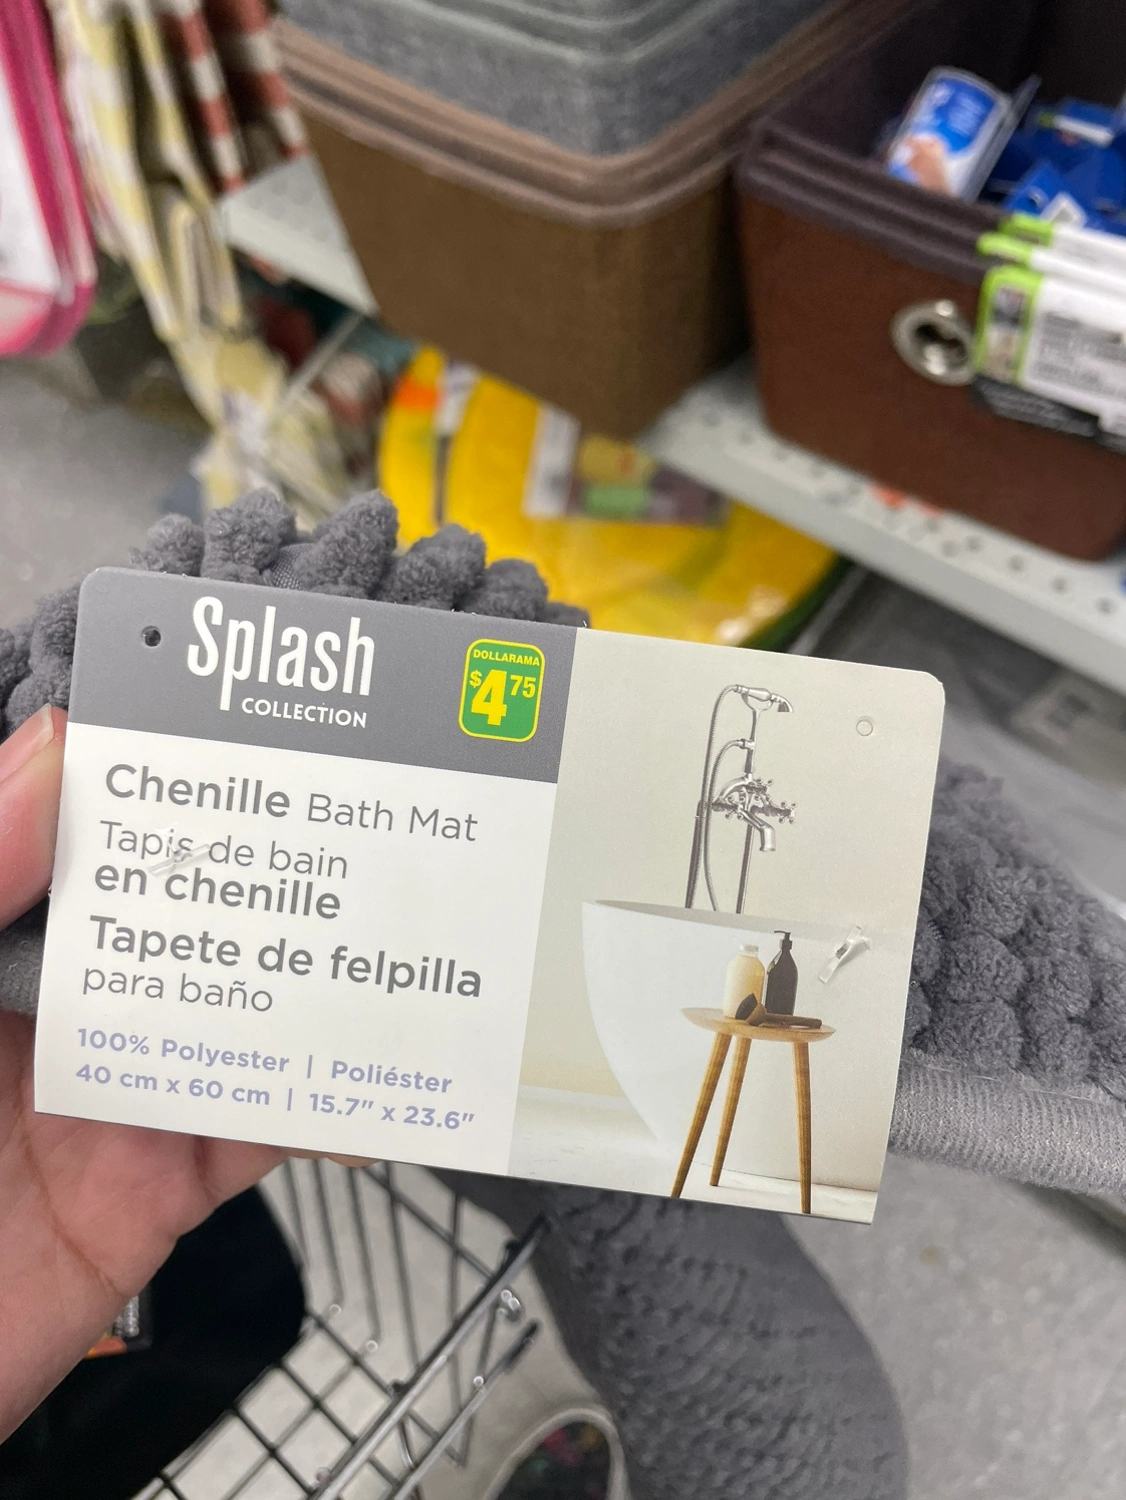 Splash
COLLECTION
DOLLARAMA
$4.75
Chenille Bath Mat
Tapis de bain
en chenille
Tapete de felpilla
para baño
100% Polyester | Poliéster
40 cm x 60 cm | 15.7" x 23.6"